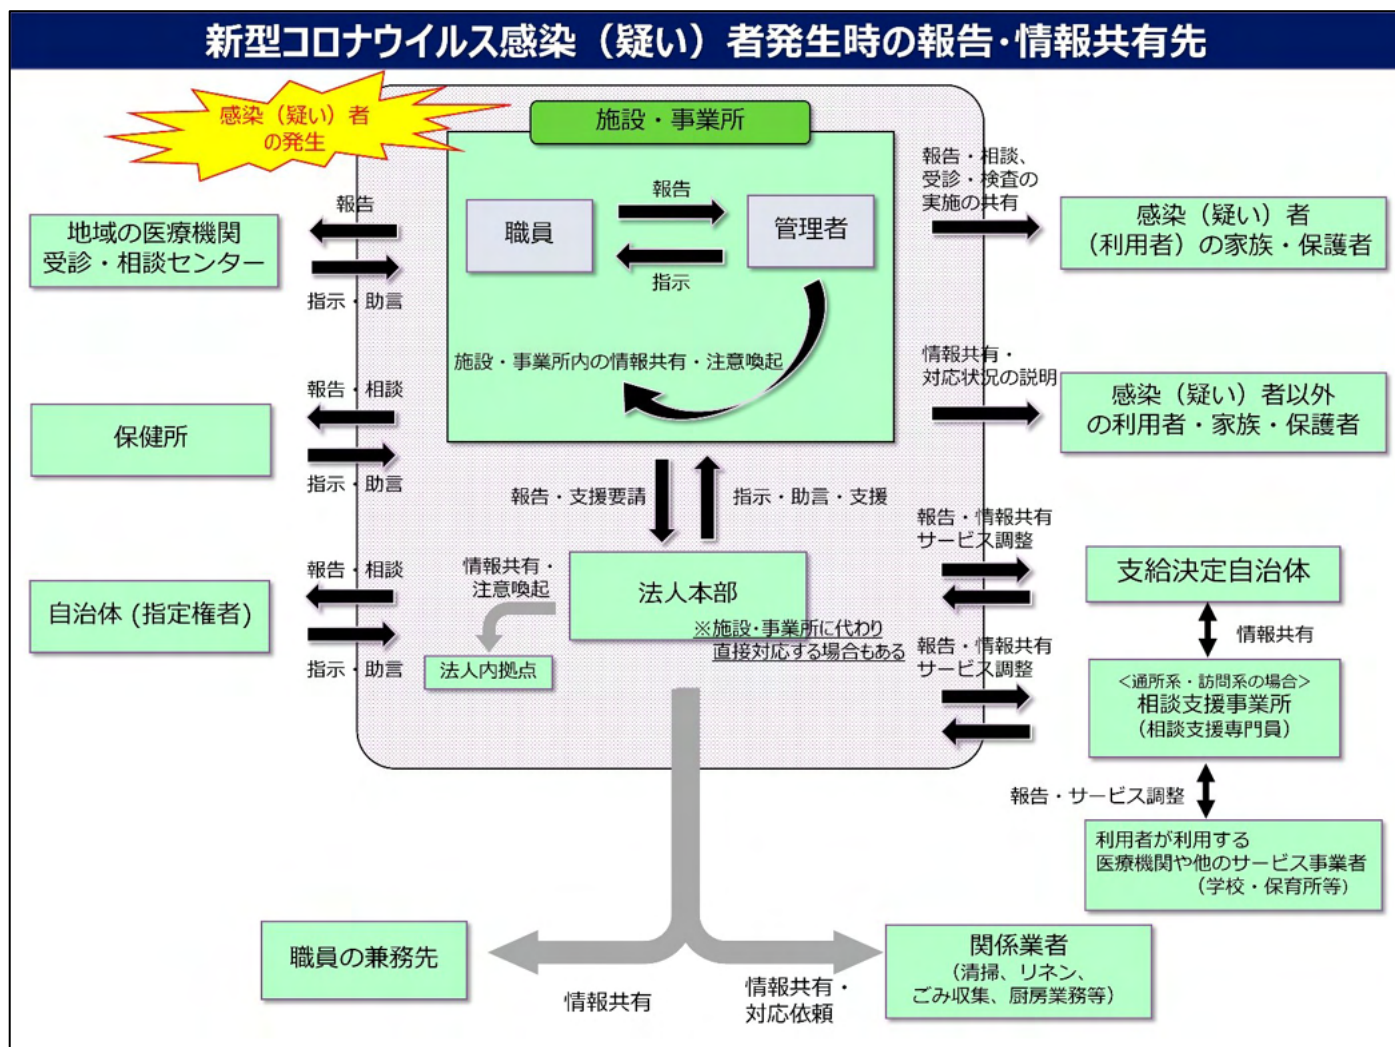 新型コロナウイルス感染（疑い）者発生時の報告・情報共有先
感染（疑い）者
の発生
施設・事業所
職員
報告
管理者
指示
施設・事業所内の情報共有・注意喚起
地域の医療機関
受診・相談センター
報告
指示・助言
保健所
報告・相談
指示・助言
自治体 (指定権者)
報告・相談
指示・助言
報告・相談、
受診・検査の
実施の共有
感染（疑い）者
（利用者）の家族・保護者
情報共有・
対応状況の説明
感染（疑い）者以外
の利用者・家族・保護者
報告・支援要請
指示・助言・支援
法人本部
※施設・事業所に代わり
直接対応する場合もある
情報共有・
注意喚起
法人内拠点
報告・情報共有
サービス調整
支給決定自治体
情報共有
報告・情報共有
サービス調整
＜通所系・訪問系の場合＞
相談支援事業所
（相談支援専門員）
報告・サービス調整
利用者が利用する
医療機関や他のサービス事業者
（学校・保育所等）
職員の兼務先
情報共有
情報共有・
対応依頼
関係業者
（清掃、リネン、
ごみ収集、厨房業務等）